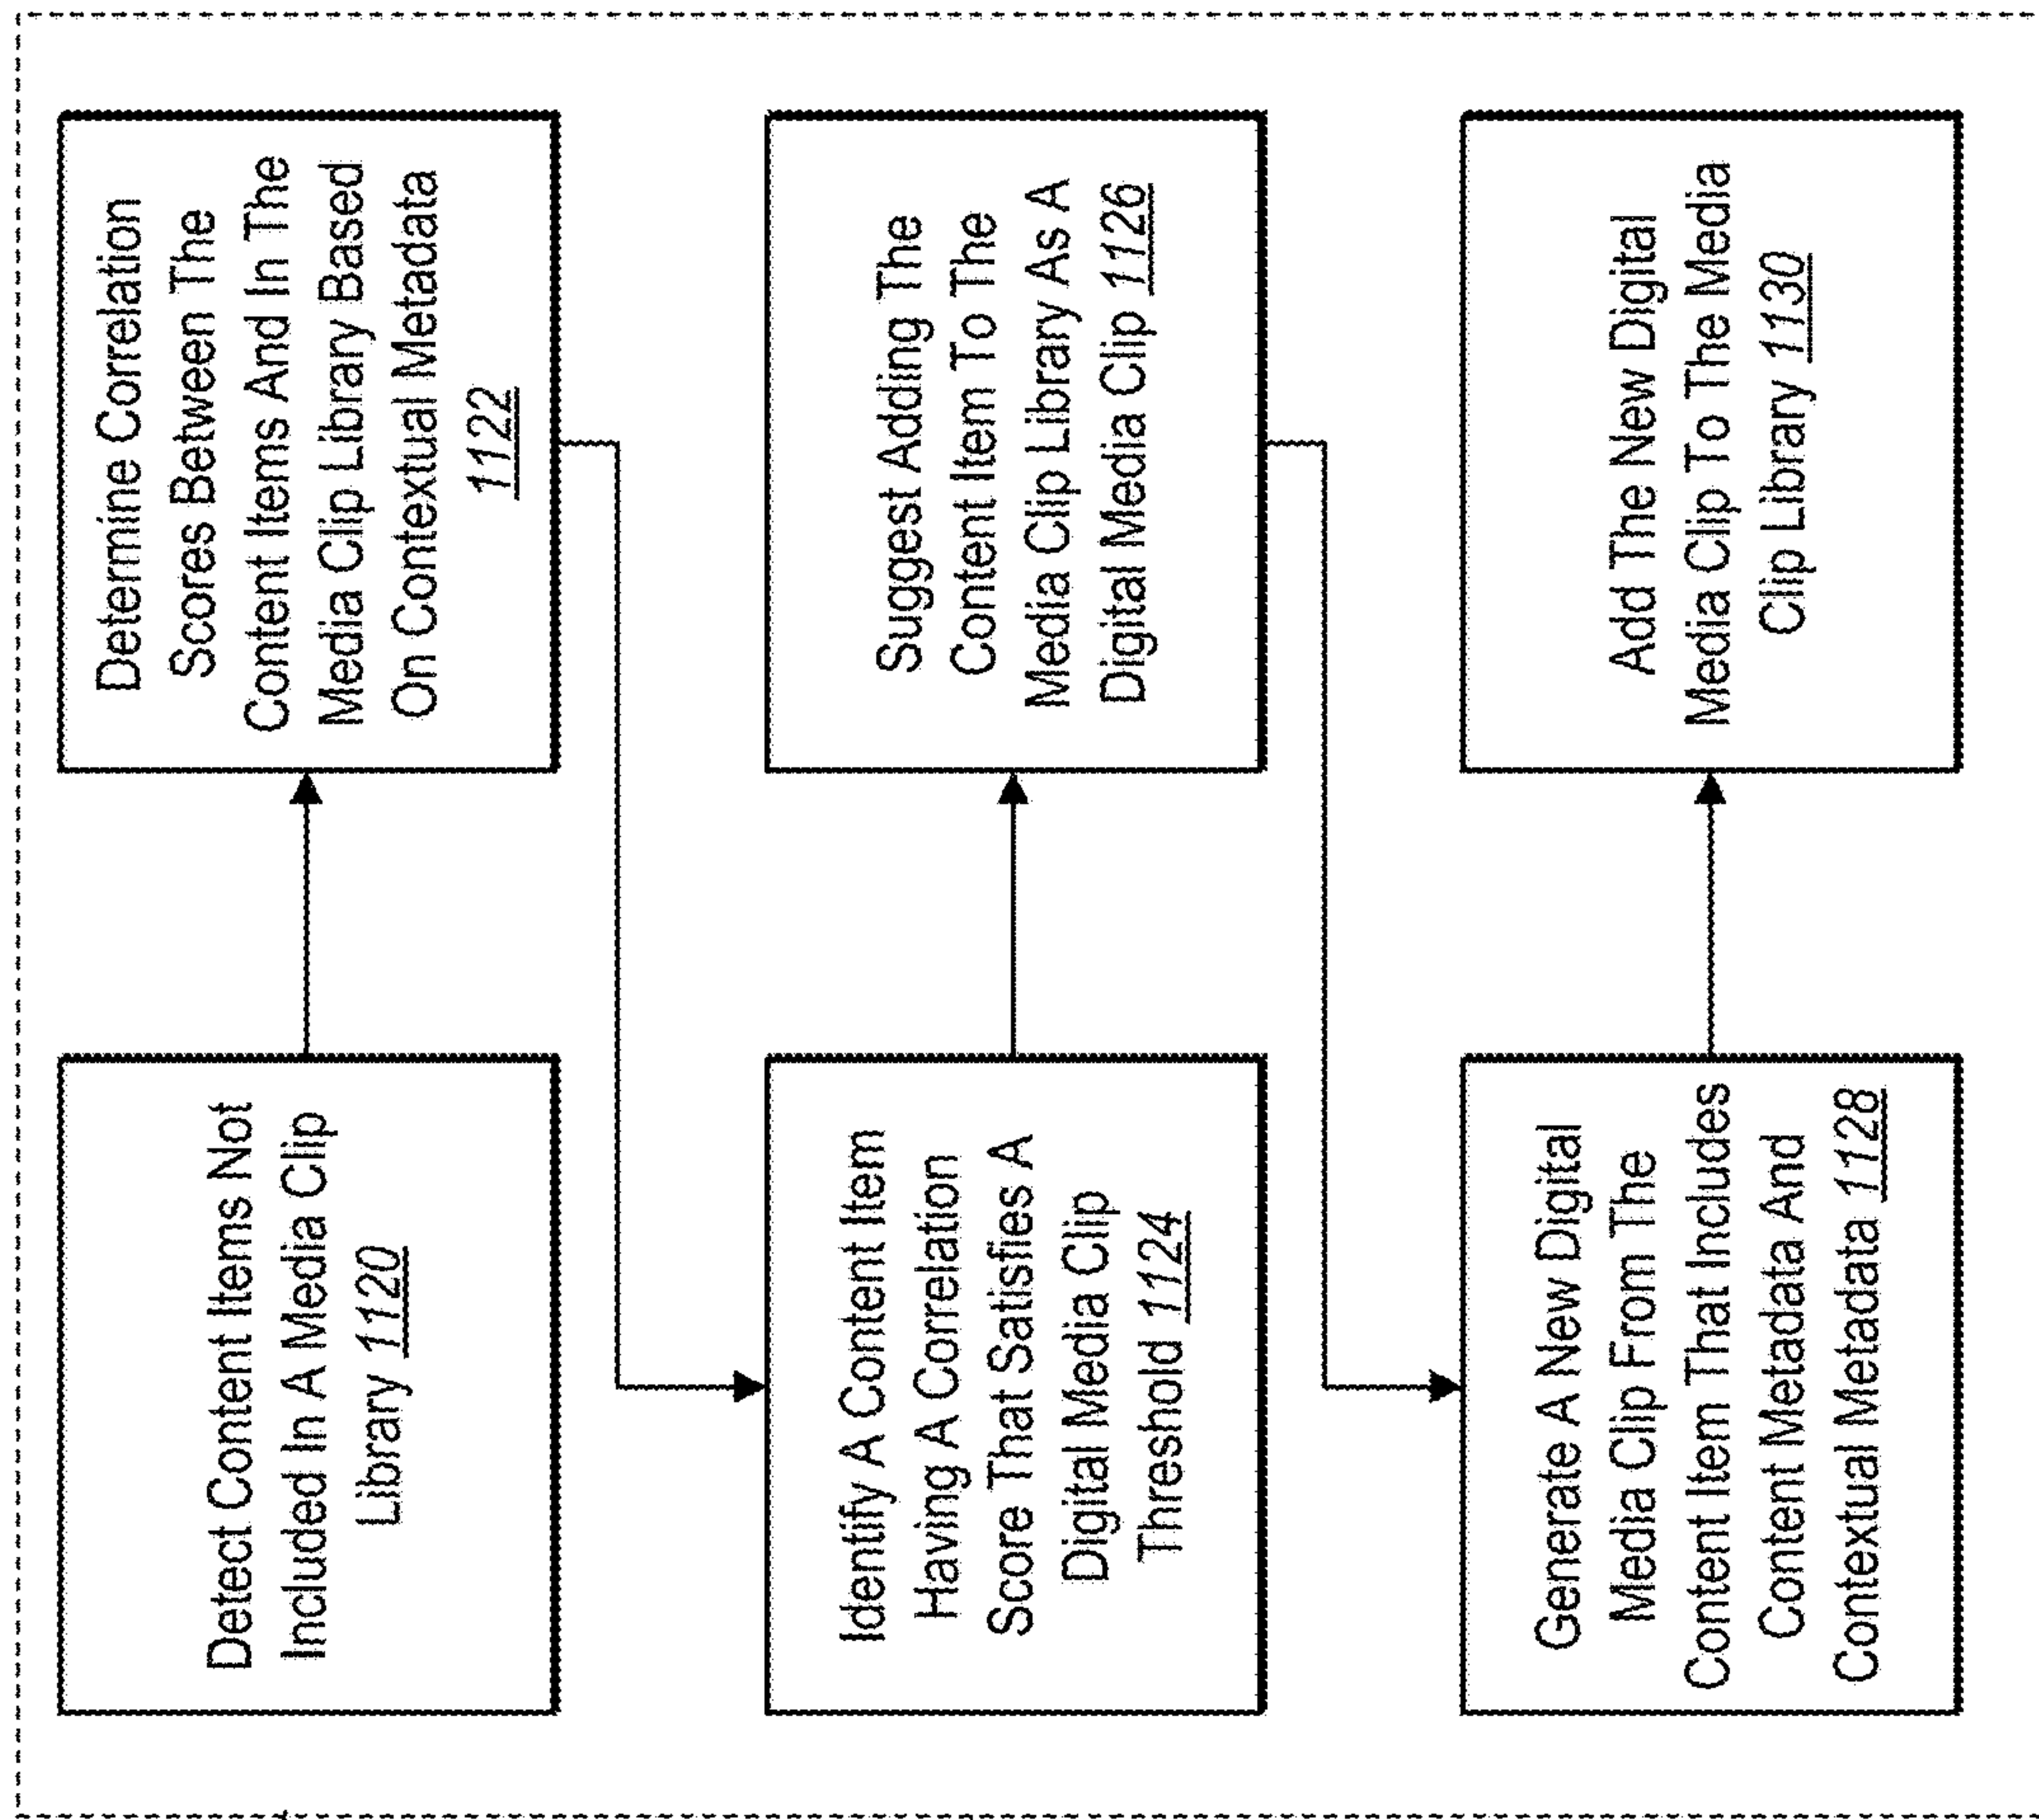 Detect Content Items Not
Included In A Media Clip
Library 1120
Determine Correlation
Scores Between The
Content Items And In The
Media Clip Library Based
On Contextual Metadata
1122
Identify A Content Item
Having A Correlation
Score That Satisfies A
Digital Media Clip
Threshold 1124
Suggest Adding The
Content Item To The
Media Clip Library As A
Digital Media Clip 1126
Generate A New Digital
Media Clip From The
Content Item That Includes
Content Metadata And
Contextual Metadata 1128
Add The New Digital
Media Clip To The Media
Clip Library 1130